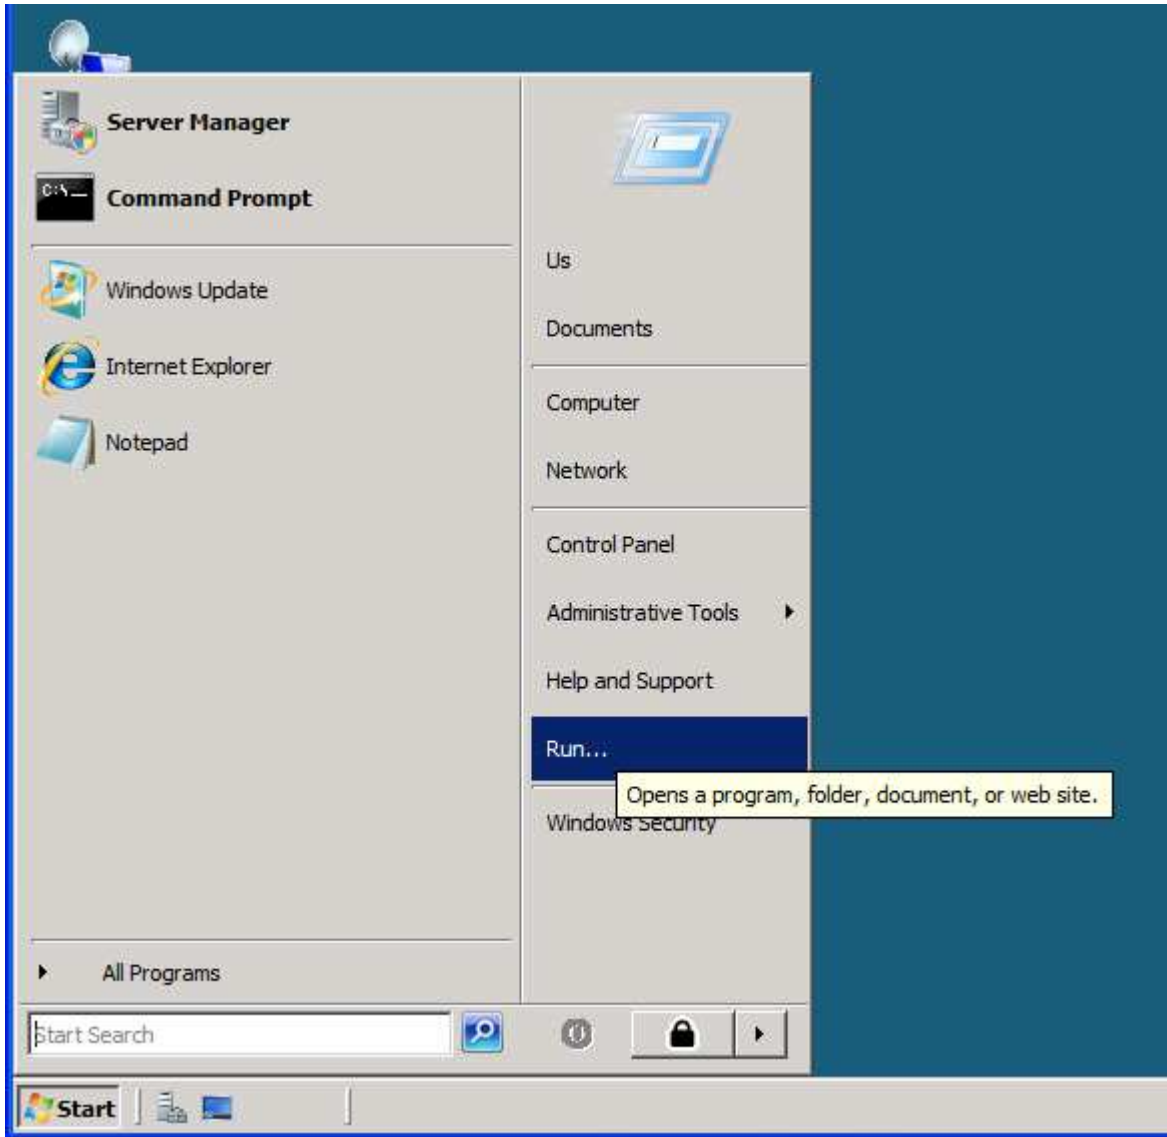 Server Manager
Command Prompt
Windows Update
Internet Explorer
Notepad
All Programs
Start Search
Us
Documents
Computer
Network
Control Panel
Administrative Tools
Help and Support
Run...
Opens a program, folder, document, or web site.
Windows Security
Start